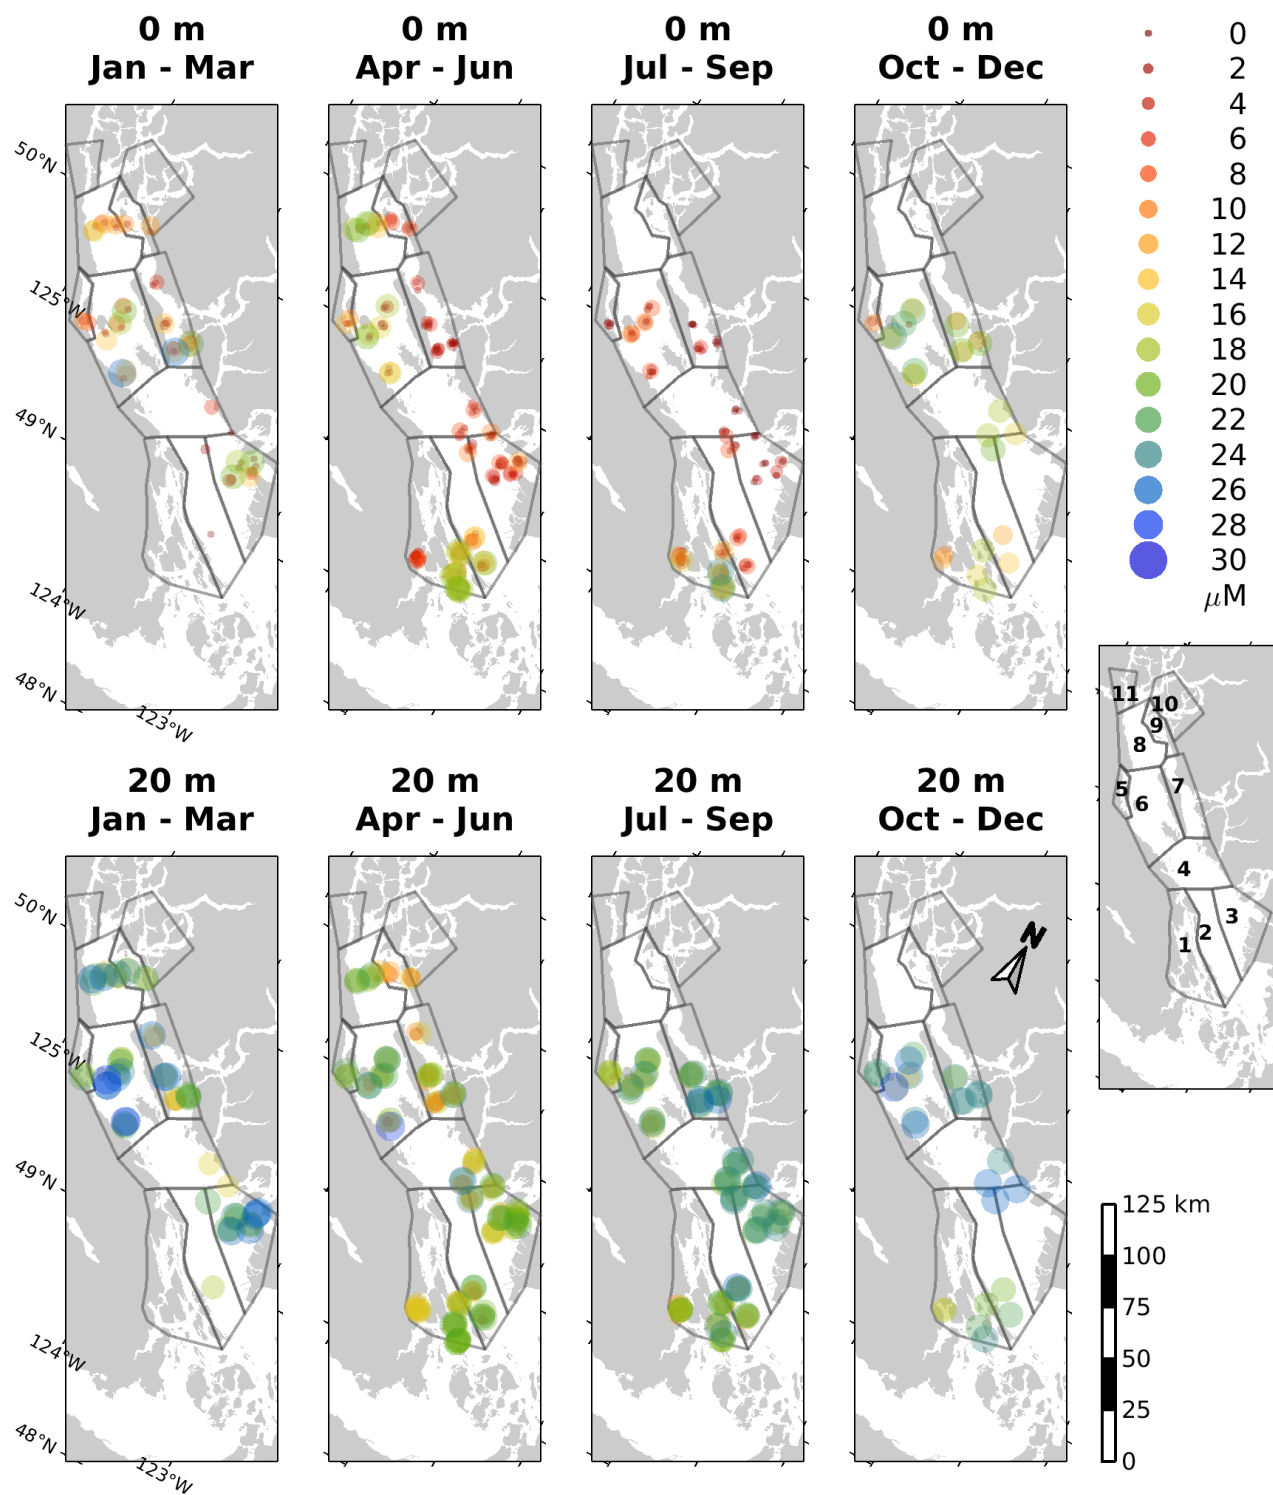 0 m
Jan - Mar
0 m
Apr - Jun
0 m
Jul - Sep
0 m
Oct - Dec
0
2
4
6
8
10
12
14
16
18
20
22
24
26
28
30
μM
50°N
125°W
49°N
124°W
48°N
123°W
11
10
9
8
7
5
6
4
3
2
1
20 m
Jan - Mar
20 m
Apr - Jun
20 m
Jul - Sep
20 m
Oct - Dec
50°N
125°W
49°N
124°W
48°N
123°W
N
125 km
100
75
50
25
0